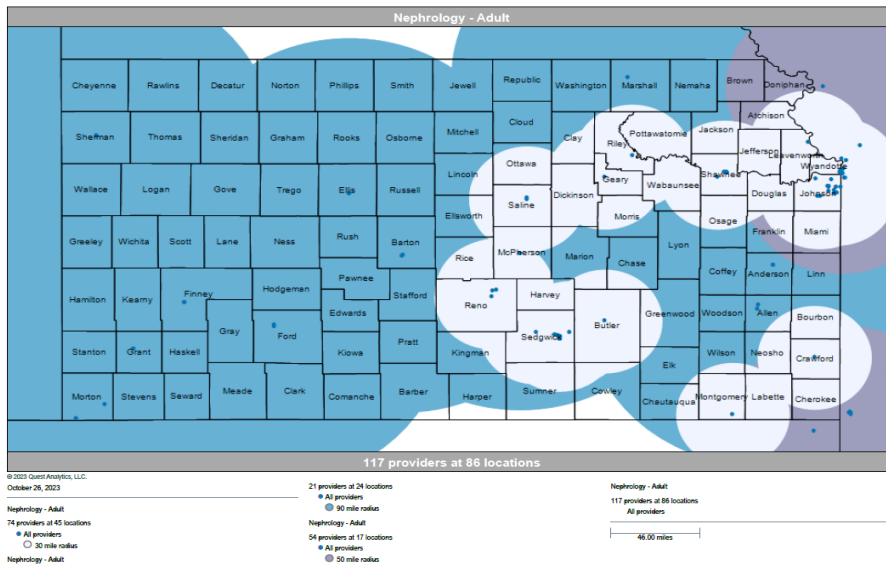 Nephrology - Adult
Cheyenne Rawlins Decatur Norton Phillips Smith Jewell Republic Washington Marshall Nemaha Brown Doniphan
Sherman Thomas Sheridan Graham Rooks Osborne Mitchell Cloud Clay Riley Pottawatomie Jackson Atchison
Jefferson Leavenworth Wyandotte
Wallace Logan Gove Trego Ellis Russell Lincoln Ottawa Saline Dickinson Geary Wabaunsee Shawnee Douglas Johnson
Ellsworth Morris Osage
Greeley Wichita Scott Lane Ness Rush Barton Rice McPherson Marion Chase Lyon Franklin Miami
Hamilton Kearny Finney Hodgeman Pawnee Stafford Reno Harvey Coffey Anderson Linn
Gray Ford Edwards Sedgwick Butler Greenwood Woodson Allen Bourbon
Stanton Grant Haskell Kiowa Pratt Kingman Elk Wilson Neosho Crawford
Morton Stevens Seward Meade Clark Comanche Barber Harper Sumner Cowley Chautauqua Montgomery Labette Cherokee
117 providers at 86 locations
© 2023 Quest Analytics, LLC.
October 26, 2023
Nephrology - Adult
74 providers at 45 locations
All providers
30 mile radius
Nephrology - Adult
21 providers at 24 locations
All providers
90 mile radius
Nephrology - Adult
54 providers at 17 locations
All providers
50 mile radius
Nephrology - Adult
117 providers at 86 locations
All providers
46.00 miles